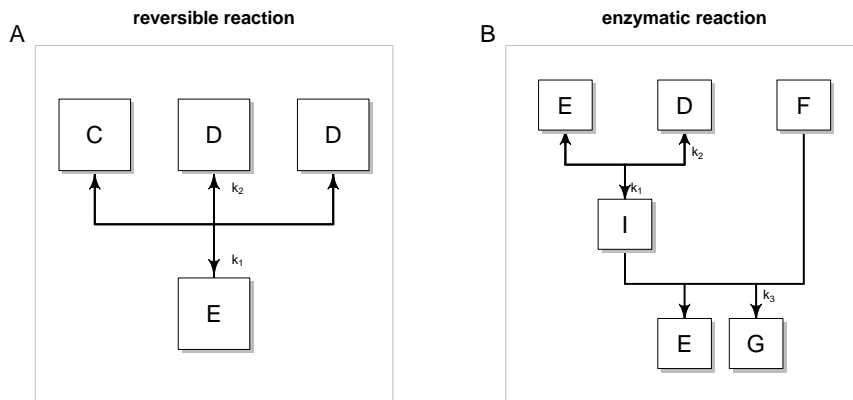 reversible reaction
A
C
D
D
k2
k1
E
enzymatic reaction
B
E
D
F
k2
k1
I
k3
E
G